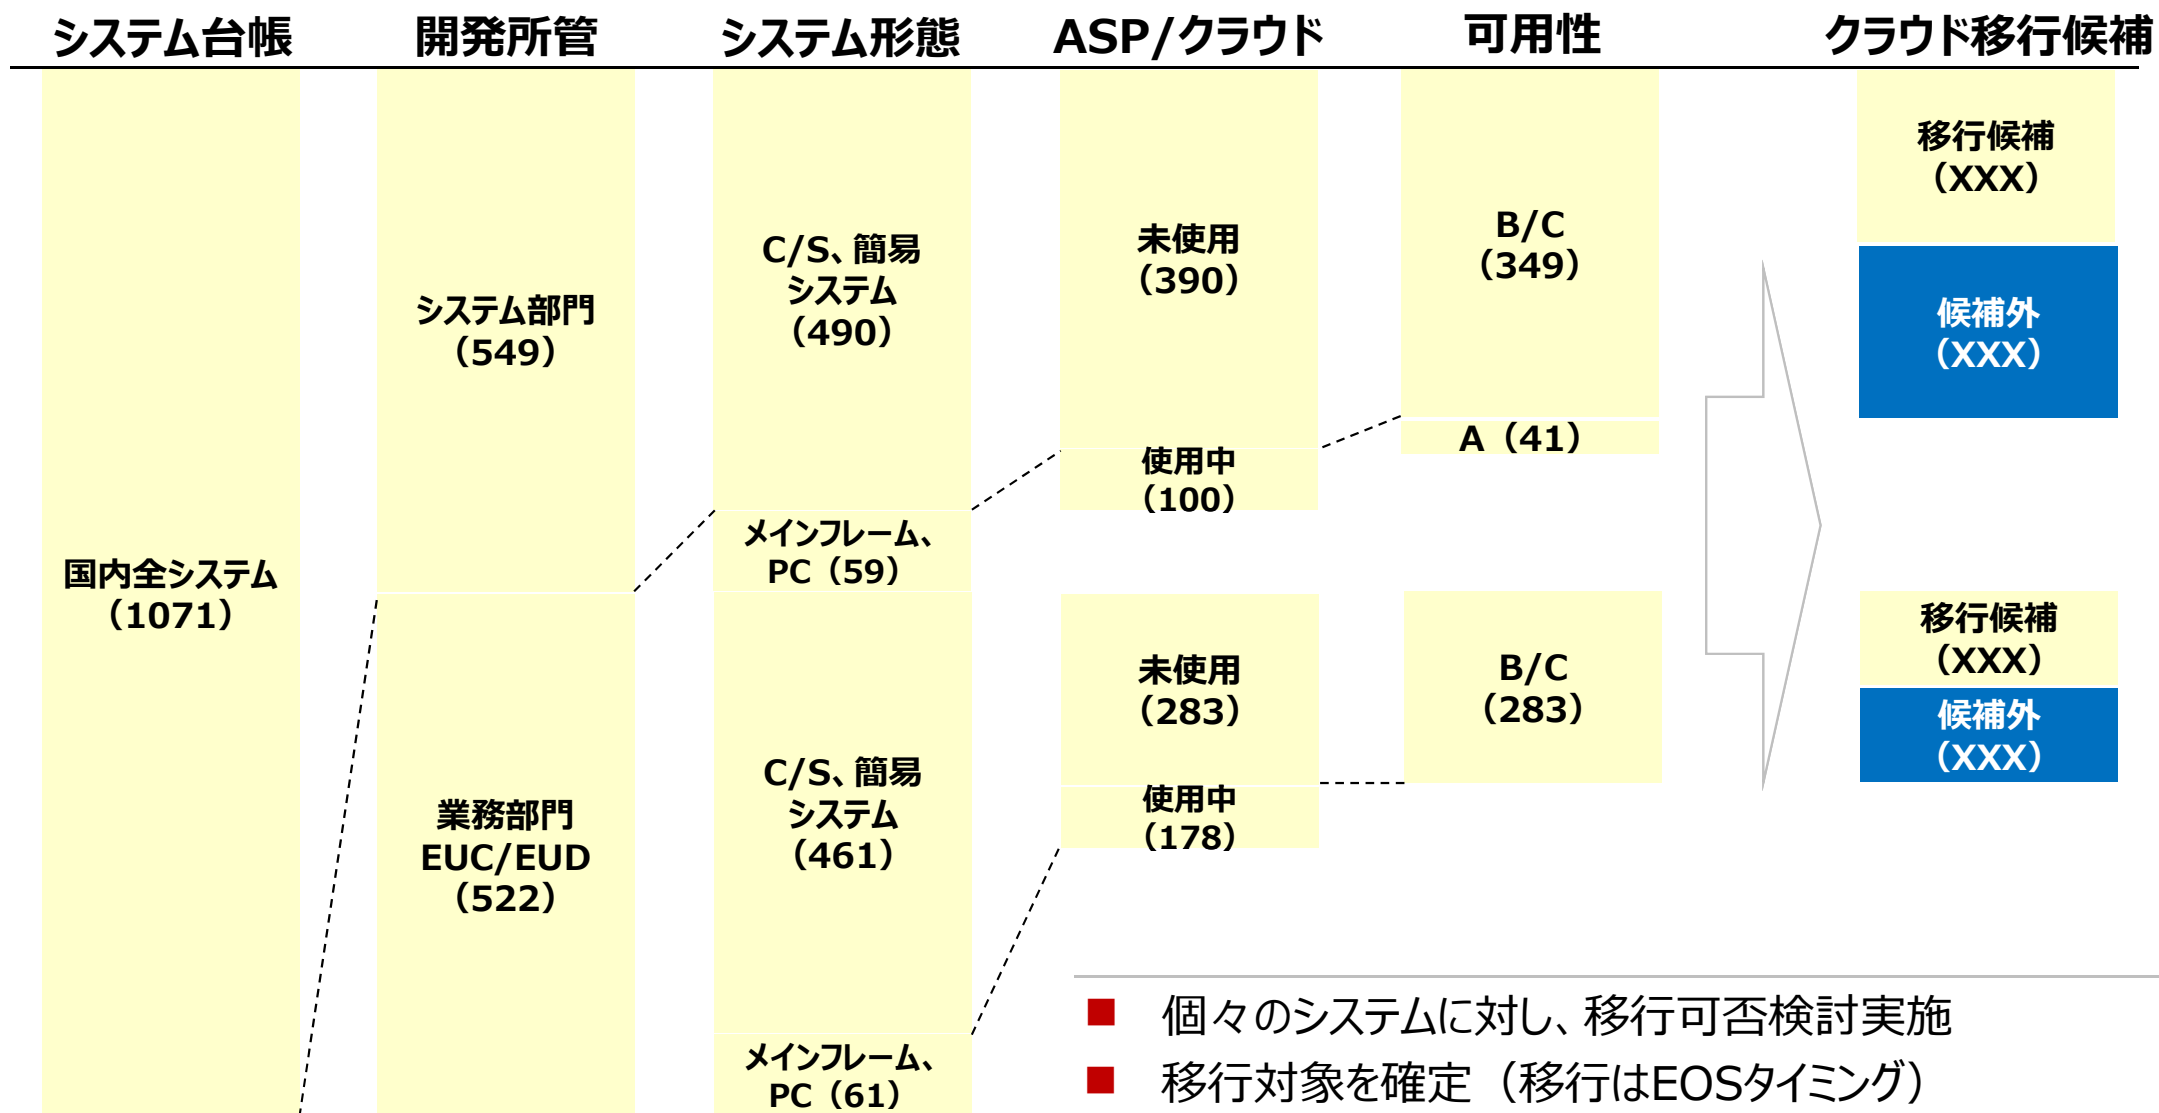 システム台帳
開発所管
システム形態
ASP/クラウド
可用性
クラウド移行候補
国内全システム
（1071）
システム部門
（549）
業務部門
EUC/EUD
（522）
C/S、簡易
システム
（490）
メインフレーム、
PC（59）
C/S、簡易
システム
（461）
メインフレーム、
PC（61）
未使用
（390）
使用中
（100）
未使用
（283）
使用中
（178）
B/C
（349）
A（41）
B/C
（283）
移行候補
（XXX）
候補外
（XXX）
移行候補
（XXX）
候補外
（XXX）
■ 個々のシステムに対し、移行可否検討実施
■ 移行対象を確定（移行はEOSタイミング）